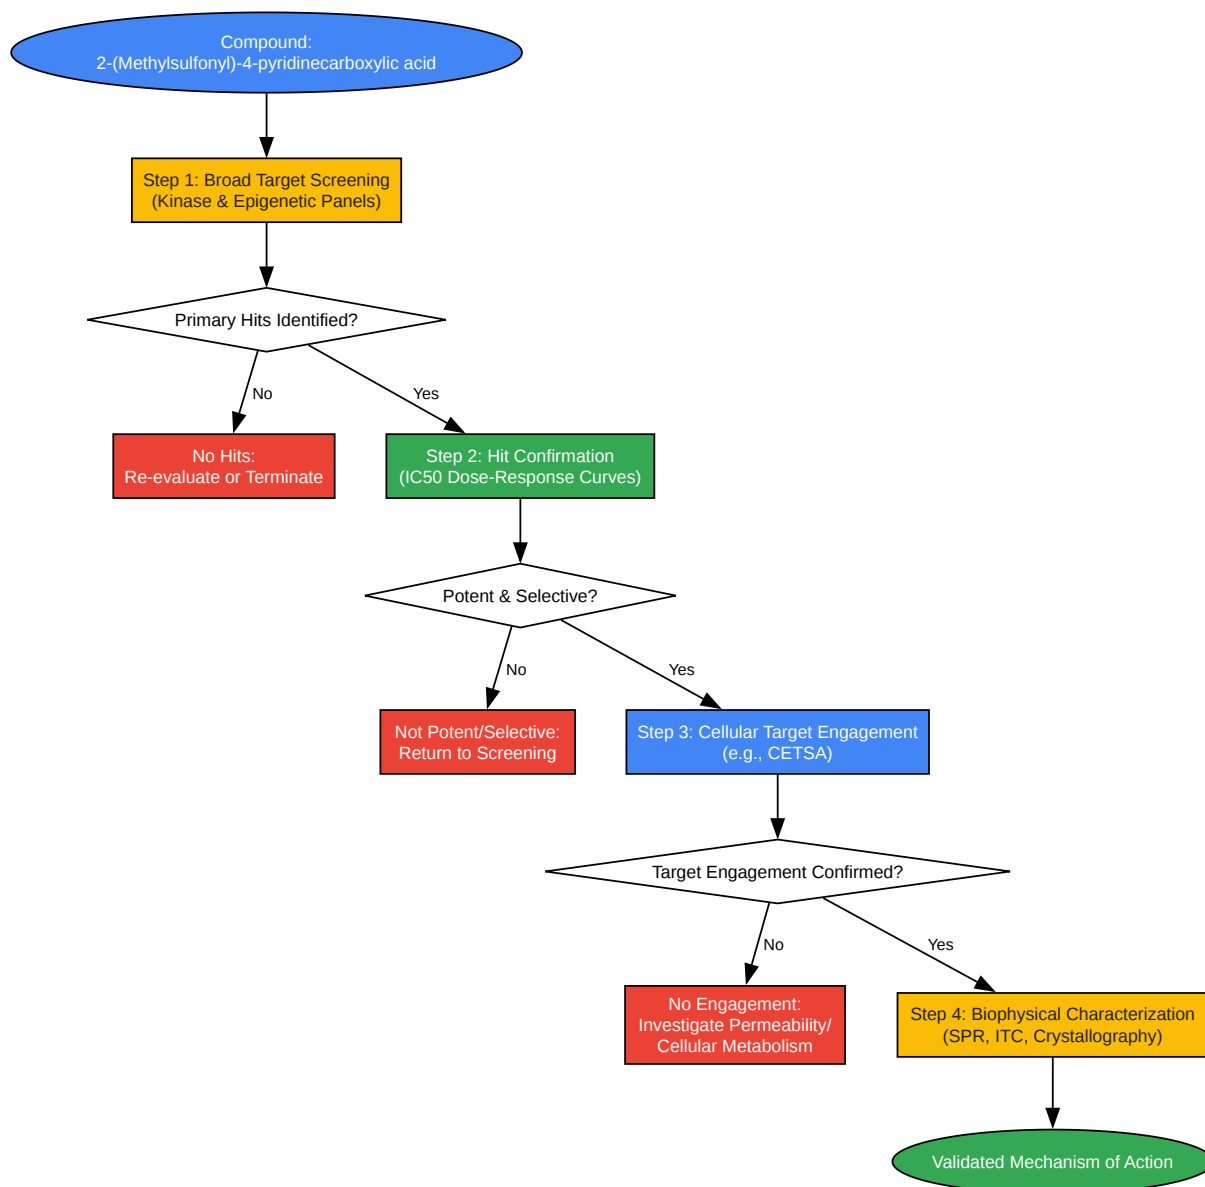 Compound:
2-(Methylsulfonyl)-4-pyridinecarboxylic acid
Step 1: Broad Target Screening
(Kinase & Epigenetic Panels)
Primary Hits Identified?
No
Yes
No Hits:
Re-evaluate or Terminate
Step 2: Hit Confirmation
(IC50 Dose-Response Curves)
Potent & Selective?
No
Yes
Not Potent/Selective:
Return to Screening
Step 3: Cellular Target Engagement
(e.g., CETSA)
Target Engagement Confirmed?
No
Yes
No Engagement:
Investigate Permeability/
Cellular Metabolism
Step 4: Biophysical Characterization
(SPR, ITC, Crystallography)
Validated Mechanism of Action